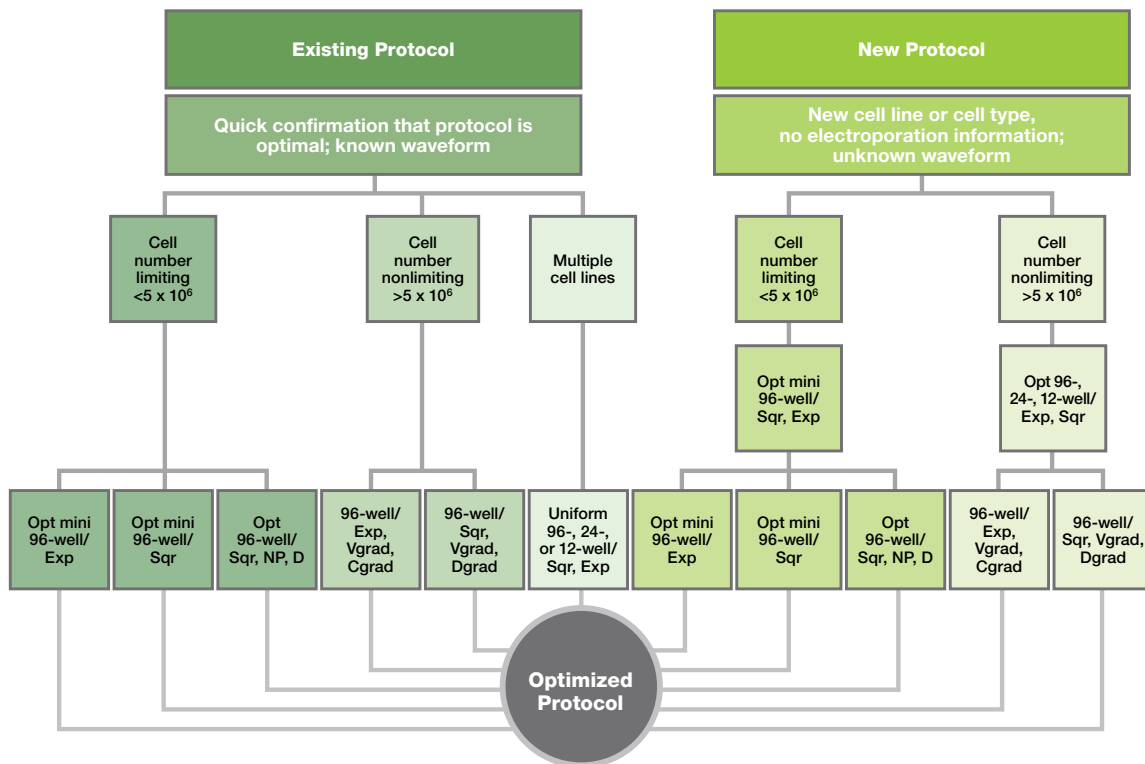 Existing Protocol
New Protocol
Quick confirmation that protocol is
optimal; known waveform
New cell line or cell type,
no electroporation information;
unknown waveform
Cell
number
limiting
<5 x 10⁶
Cell
number
nonlimiting
>5 x 10⁶
Multiple
cell lines
Cell
number
limiting
<5 x 10⁶
Cell
number
nonlimiting
>5 x 10⁶
Opt mini
96-well/
Sqr, Exp
Opt 96-,
24-, 12-well/
Exp, Sqr
Opt mini
96-well/
Exp
Opt mini
96-well/
Sqr
Opt
96-well/
Sqr, NP, D
96-well/
Exp,
Vgrad,
Cgrad
96-well/
Sqr,
Vgrad,
Dgrad
Uniform
96-, 24-,
or 12-well/
Sqr, Exp
Opt mini
96-well/
Exp
Opt mini
96-well/
Sqr
Opt
96-well/
Sqr, NP, D
96-well/
Exp,
Vgrad,
Cgrad
96-well/
Sqr, Vgrad,
Dgrad
Optimized
Protocol